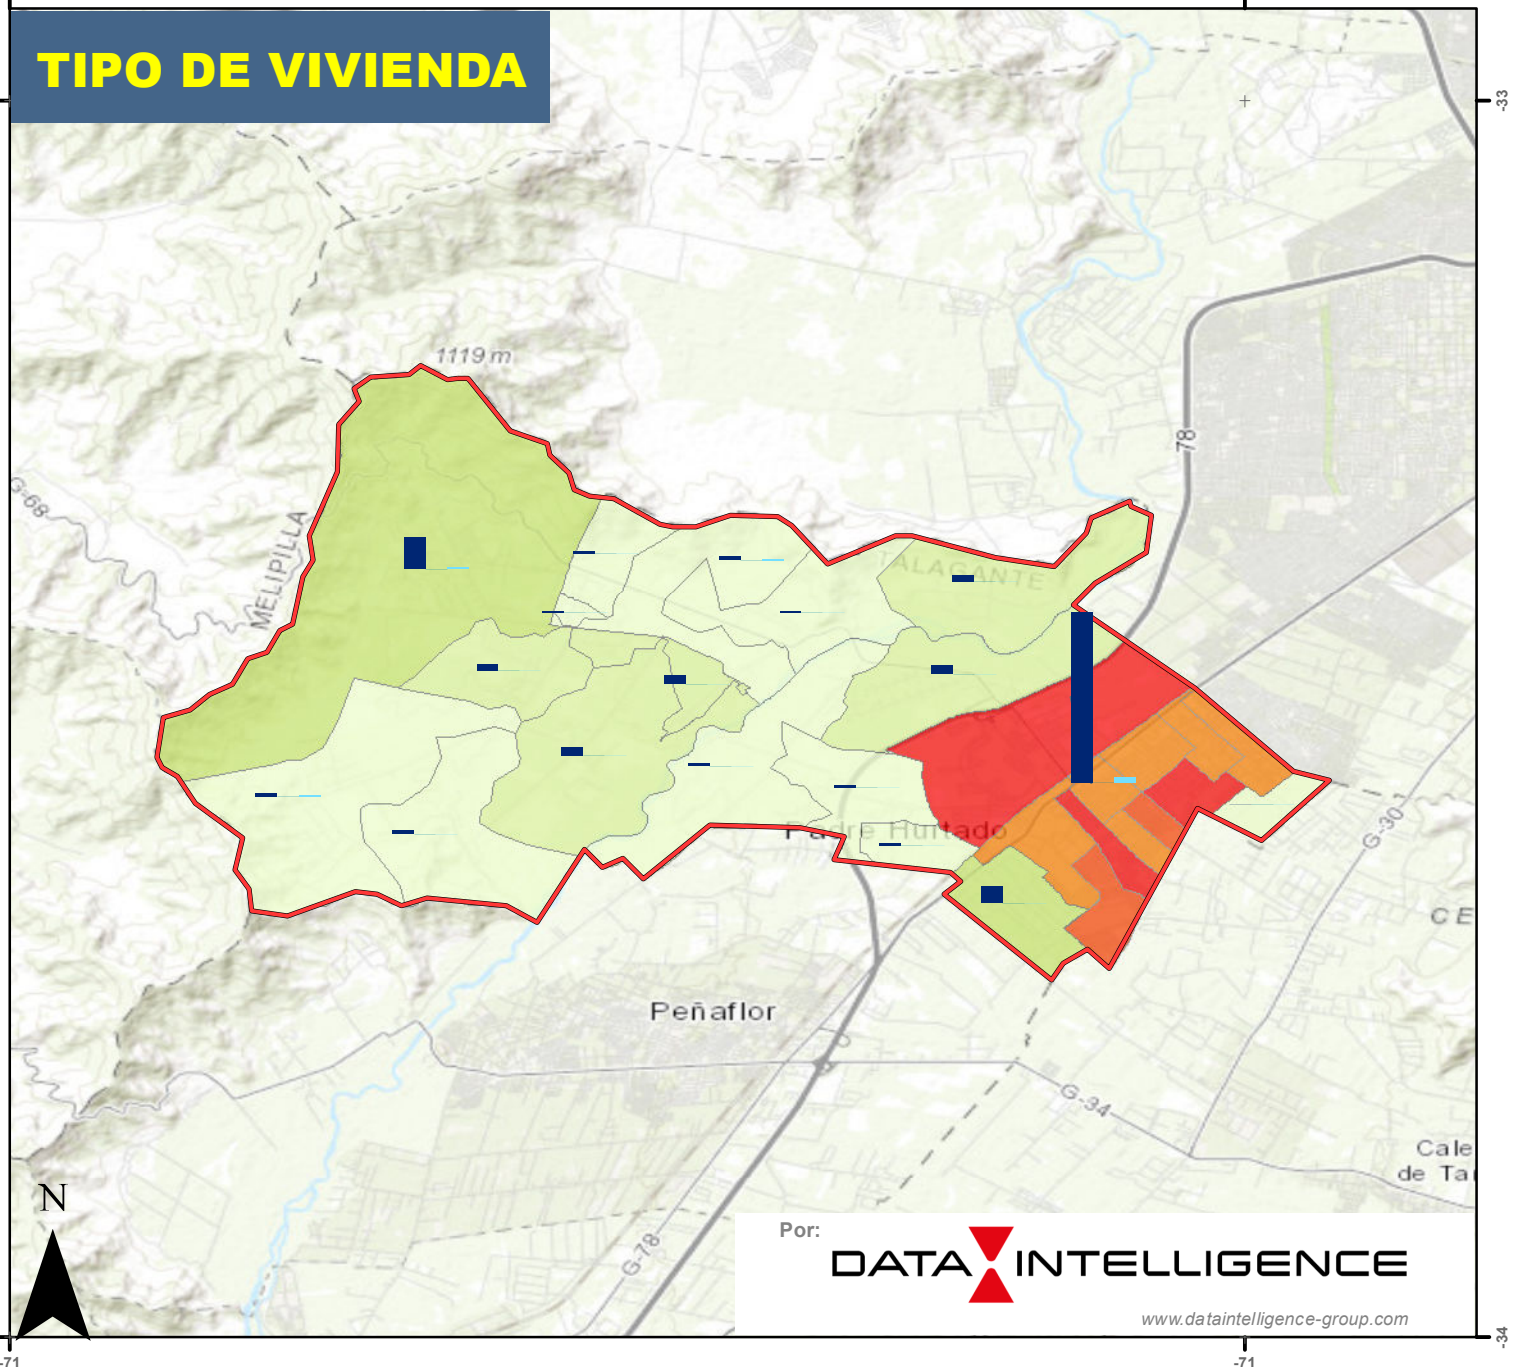 TIPO DE VIVIENDA
-33
1119 m
78
G-68
MELIPILLA
TALAGANTE
Padre Hurtado
G-30
CE
Peñaflor
G-34
Cale
de Tai
N
G-78
Por:
DATA INTELLIGENCE
www.dataintelligence-group.com
-34
-71
-71